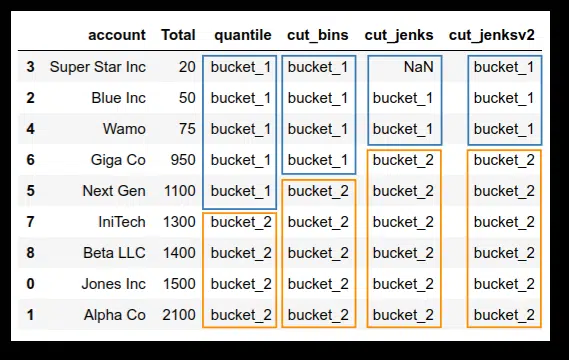 account Total quantile cut_bins cut_jenks cut_jenksv2
3 Super Star Inc 20 bucket_1 bucket_1 NaN bucket_1
2 Blue Inc 50 bucket_1 bucket_1 bucket_1 bucket_1
4 Wamo 75 bucket_1 bucket_1 bucket_1 bucket_1
6 Giga Co 950 bucket_1 bucket_1 bucket_2 bucket_2
5 Next Gen 1100 bucket_1 bucket_2 bucket_2 bucket_2
7 IniTech 1300 bucket_2 bucket_2 bucket_2 bucket_2
8 Beta LLC 1400 bucket_2 bucket_2 bucket_2 bucket_2
0 Jones Inc 1500 bucket_2 bucket_2 bucket_2 bucket_2
1 Alpha Co 2100 bucket_2 bucket_2 bucket_2 bucket_2